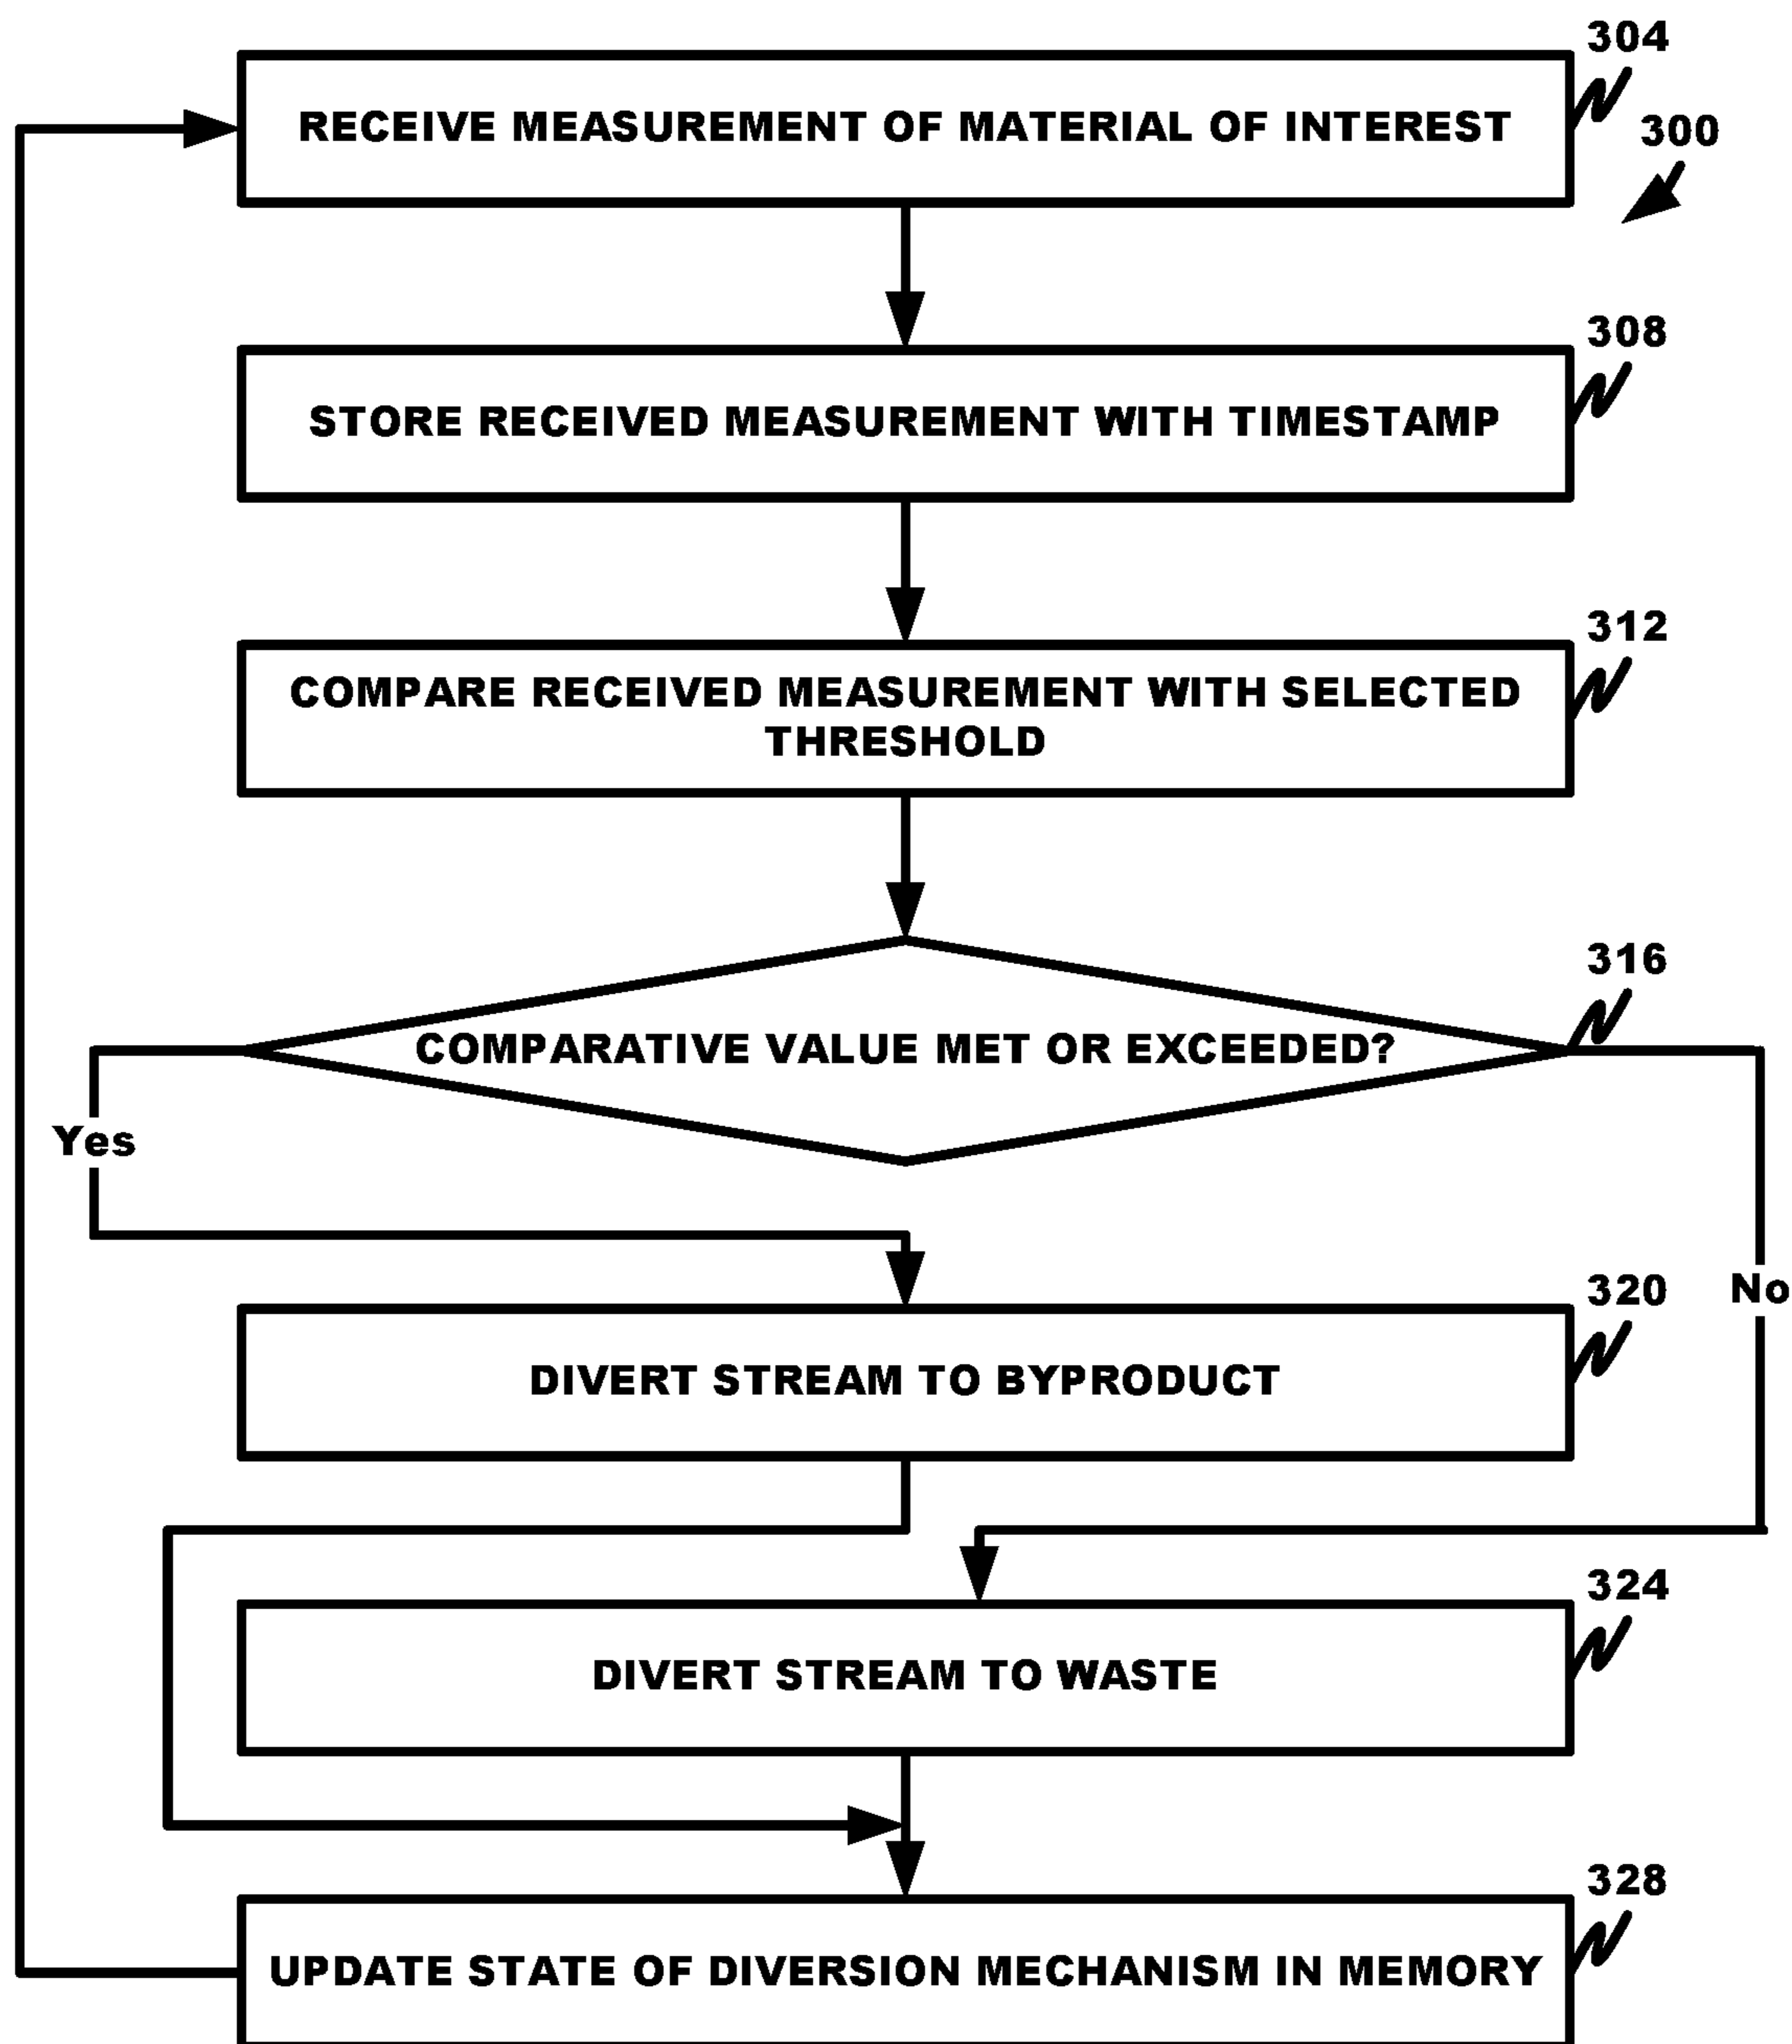 304
RECEIVE MEASUREMENT OF MATERIAL OF INTEREST
300
308
STORE RECEIVED MEASUREMENT WITH TIMESTAMP
312
COMPARE RECEIVED MEASUREMENT WITH SELECTED
THRESHOLD
316
COMPARATIVE VALUE MET OR EXCEEDED?
Yes
No
320
DIVERT STREAM TO BYPRODUCT
324
DIVERT STREAM TO WASTE
328
UPDATE STATE OF DIVERSION MECHANISM IN MEMORY